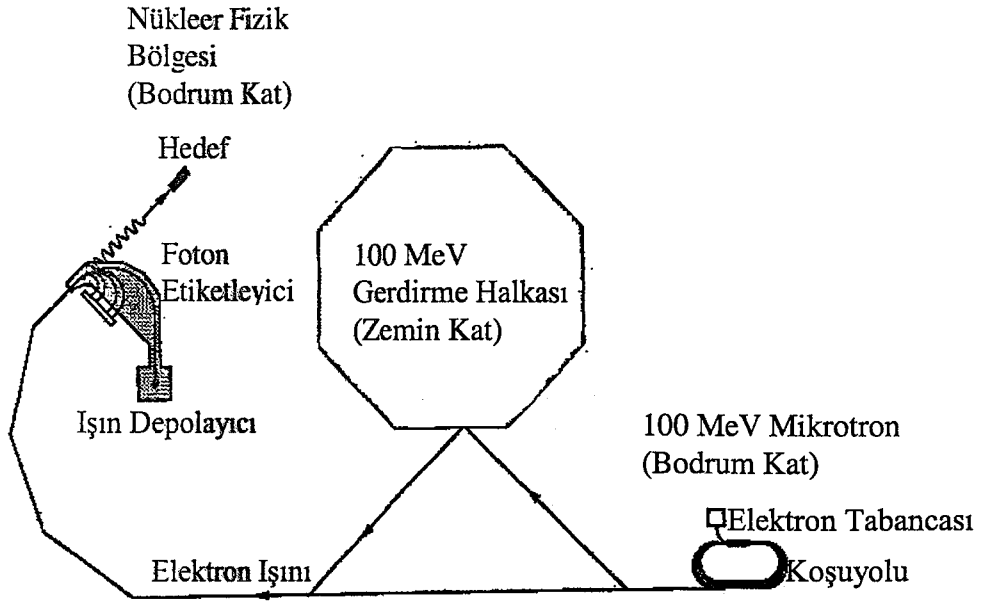 Nükleer Fizik
Bölgesi
(Bodrum Kat)
Hedef
Foton
Etiketleyici
Işın Depolayıcı
100 MeV
Gerdirme Halkası
(Zemin Kat)
100 MeV Mikrotron
(Bodrum Kat)
Elektron Tabancası
Koşuyolu
Elektron Işını